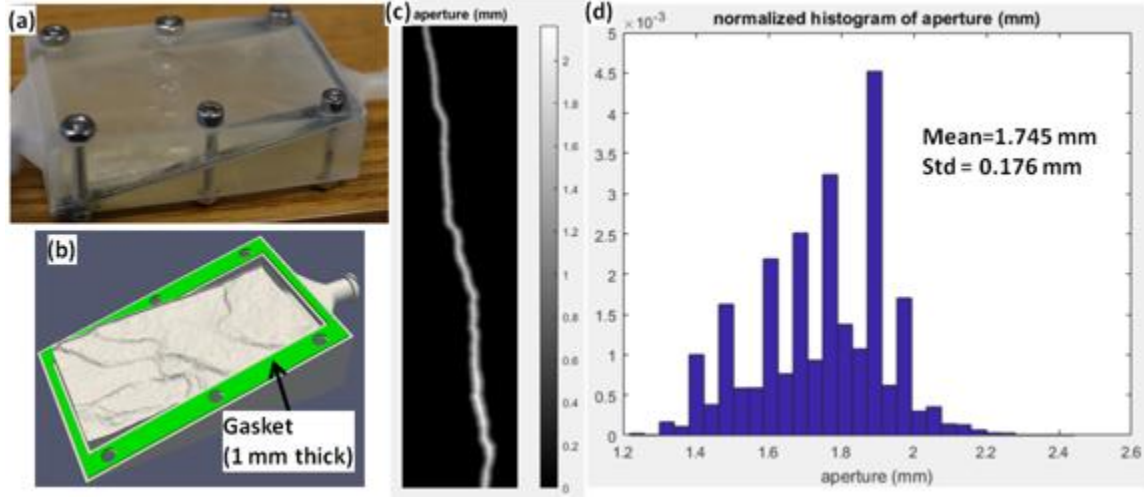 (a)
(b)
Gasket
(1 mm thick)
(c)
aperture (mm)
2
1.8
1.6
1.4
1.2
1
0.8
0.6
0.4
0.2
0
(d)
×10⁻³
normalized histogram of aperture (mm)
5
4.5
4
3.5
3
2.5
2
1.5
1
0.5
0
Mean=1.745 mm
Std = 0.176 mm
1.2 1.4 1.6 1.8 2 2.2 2.4 2.6
aperture (mm)